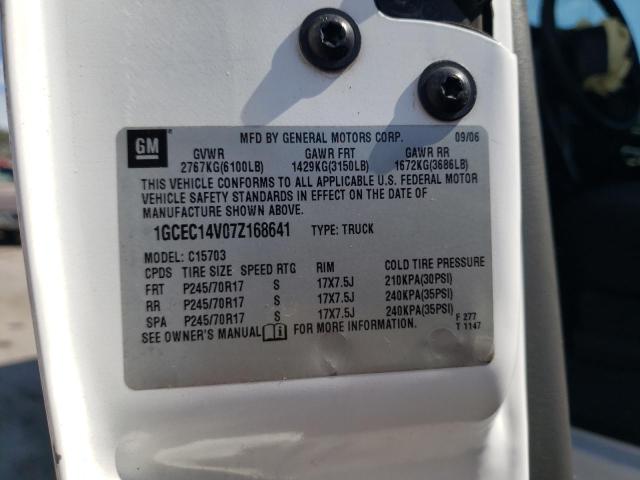 GM ® MFD BY GENERAL MOTORS CORP. 09/06
GVWR GAWR FRT GAWR RR
2767KG(6100LB) 1429KG(3150LB) 1672KG(3686LB)
THIS VEHICLE CONFORMS TO ALL APPLICABLE U.S. FEDERAL MOTOR
VEHICLE SAFETY STANDARDS IN EFFECT ON THE DATE OF
MANUFACTURE SHOWN ABOVE.
1GCEC14V07Z168641 TYPE: TRUCK
MODEL: C15703
CPDS TIRE SIZE SPEED RTG RIM COLD TIRE PRESSURE
FRT P245/70R17 S 17X7.5J 210KPA(30PSI)
RR P245/70R17 S 17X7.5J 240KPA(35PSI)
SPA P245/70R17 S 17X7.5J 240KPA(35PSI)
SEE OWNER'S MANUAL FOR MORE INFORMATION.
F 277
T 1147